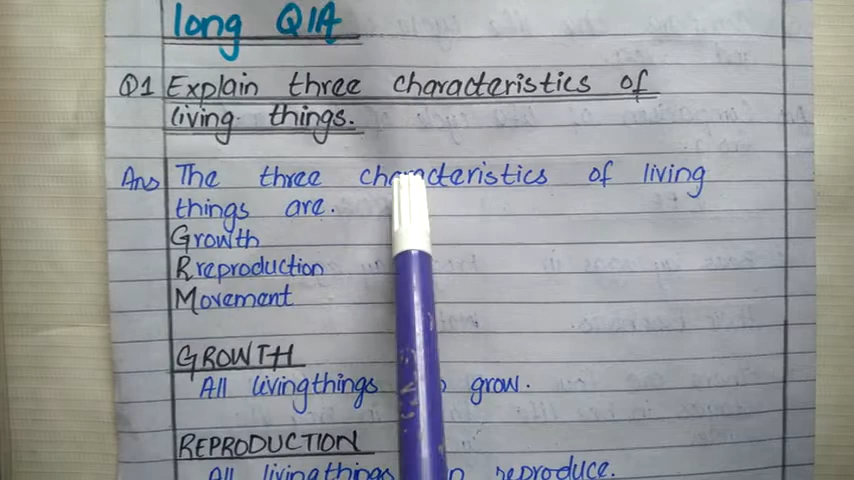 long Q1A
Q1 Explain three characteristics of
living things.
Ans The three characteristics of living
things are.
Growth
Rreproduction
Movement
GROWTH
All livingthings grow.
REPRODUCTION
All livingthings reproduce.